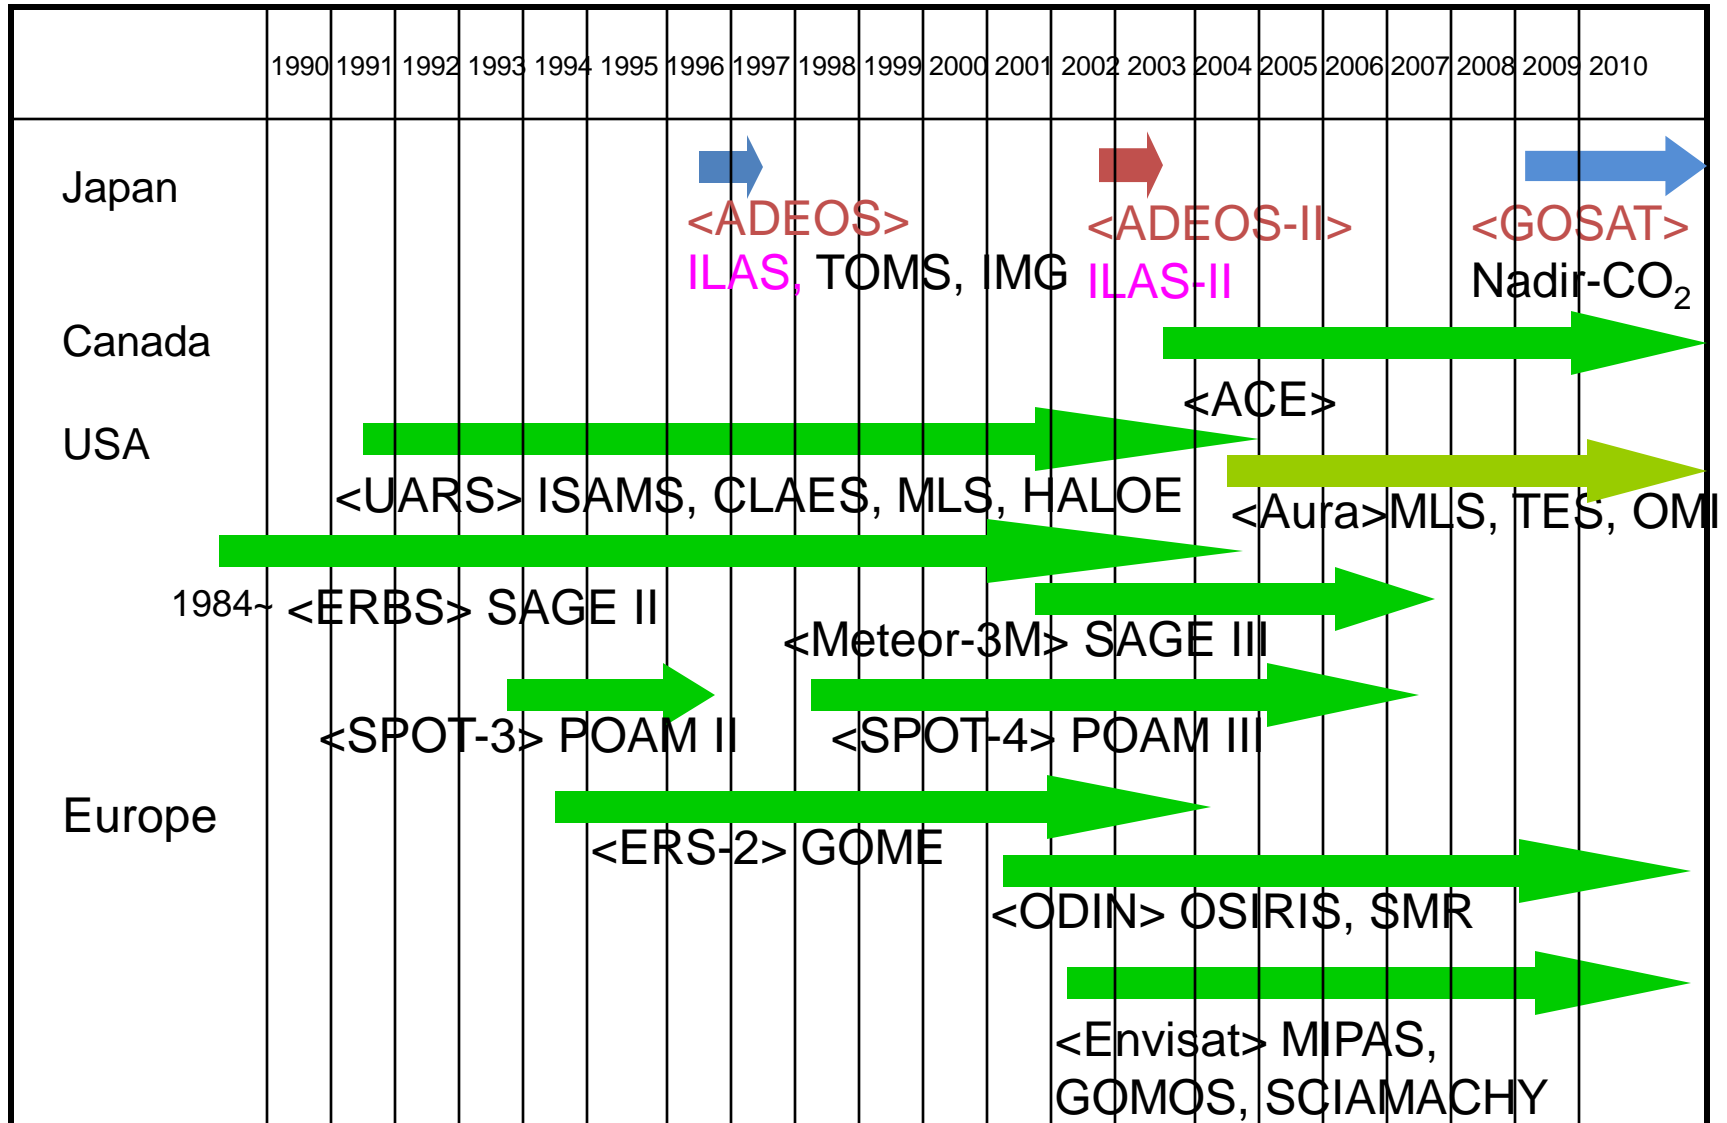 1990 1991 1992 1993 1994 1995 1996 1997 1998 1999 2000 2001 2002 2003 2004 2005 2006 2007 2008 2009 2010
Japan
<ADEOS>
ILAS, TOMS, IMG
<ADEOS-II>
ILAS-II
<GOSAT>
Nadir-CO₂
Canada
<ACE>
USA
<UARS> ISAMS, CLAES, MLS, HALOE
<Aura>MLS, TES, OMI
1984~ <ERBS> SAGE II
<Meteor-3M> SAGE III
<SPOT-3> POAM II
<SPOT-4> POAM III
Europe
<ERS-2> GOME
<ODIN> OSIRIS, SMR
<Envisat> MIPAS,
GOMOS, SCIAMACHY